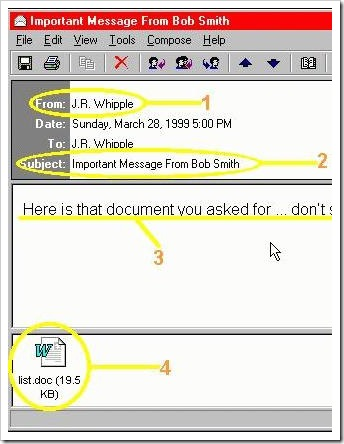 Important Message From Bob Smith
File Edit View Tools Compose Help
From: J.R. Whipple 1
Date: Sunday, March 28, 1999 5:00 PM
To: J.R. Whipple
Subject: Important Message From Bob Smith 2
Here is that document you asked for ... don't s
3
W
list.doc (19.5
KB)
4